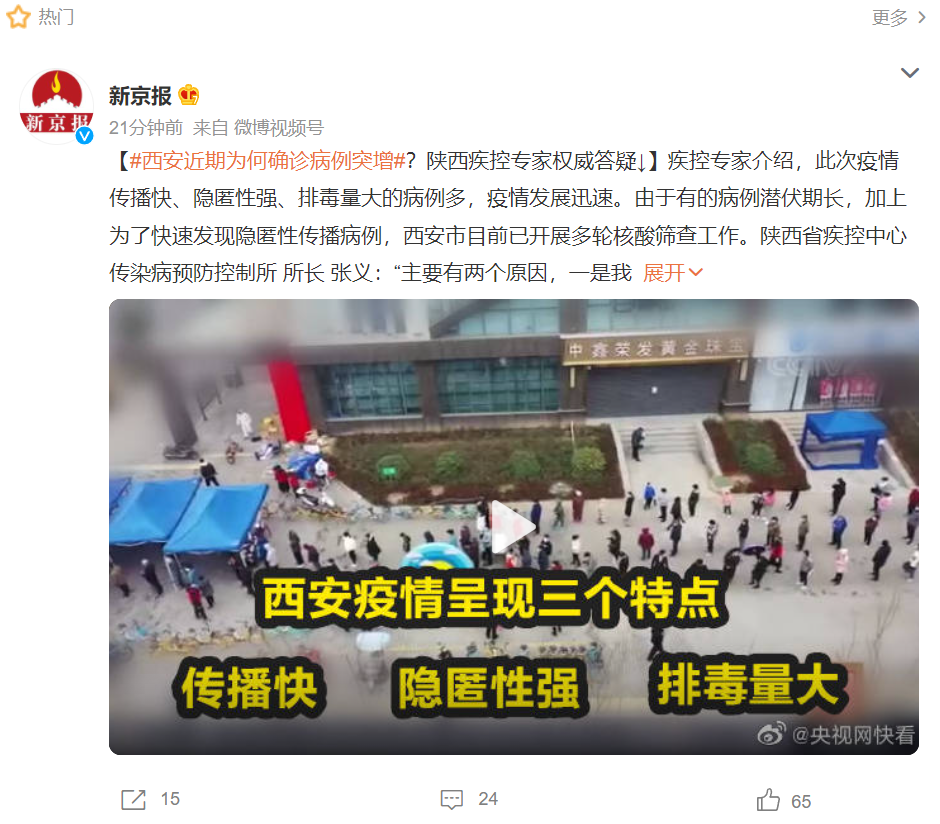 热门
更多
新京报
新京报
21分钟前 来自 微博视频号
【#西安近期为何确诊病例突增#？陕西疾控专家权威答疑↓】疾控专家介绍，此次疫情
传播快、隐匿性强、排毒量大的病例多，疫情发展迅速。由于有的病例潜伏期长，加上
为了快速发现隐匿性传播病例，西安市目前已开展多轮核酸筛查工作。陕西省疾控中心
传染病预防控制所 所长 张义：“主要有两个原因，一是我 展开
中鑫荣发黄金珠宝
CCTV
西安疫情呈现三个特点
传播快 隐匿性强 排毒量大
@央视网快看
15 24 65